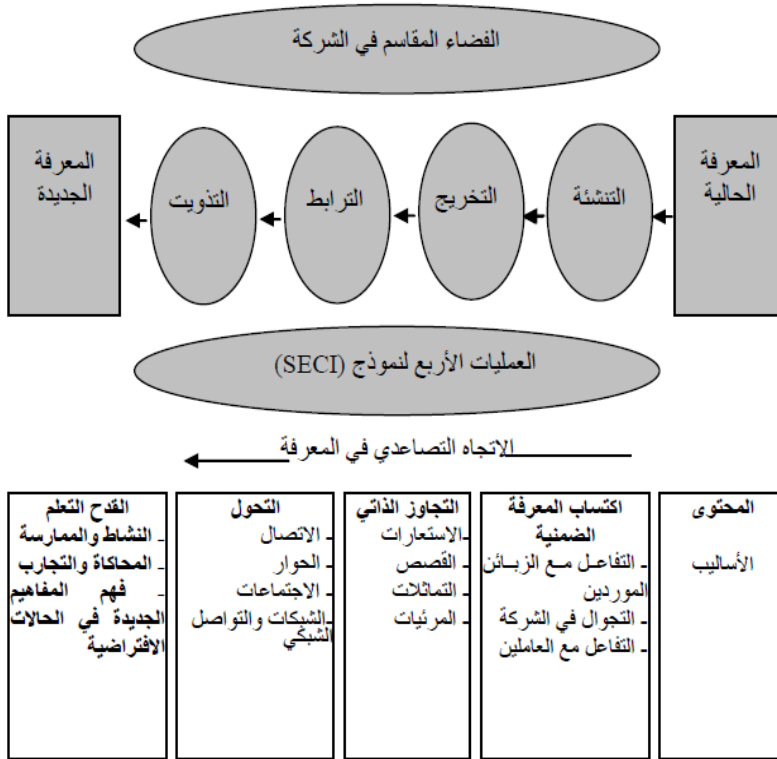 الفضاء المقاسم في الشركة
المعرفة
الحالية
التنشئة
التخريج
الترابط
التذويت
المعرفة
الجديدة
العمليات الأربع لنموذج (SECI)
الاتجاه التصاعدي في المعرفة
المحتوى
الأساليب
اكتساب المعرفة
الضمنية
- التفاعل مع الزبائن
الموردين
- التجوال في الشركة
- التفاعل مع العاملين
التجاوز الذاتي
-الاستعارات
- القصص
- التماثلات
- المرئيات
التحول
- الاتصال
- الحوار
- الاجتماعات
-الشبكات والتواصل
الشبكي
القدح التعلم
- النشاط والممارسة
- المحاكاة والتجارب
- فهم المفاهيم
الجديدة في الحالات
الافتراضية